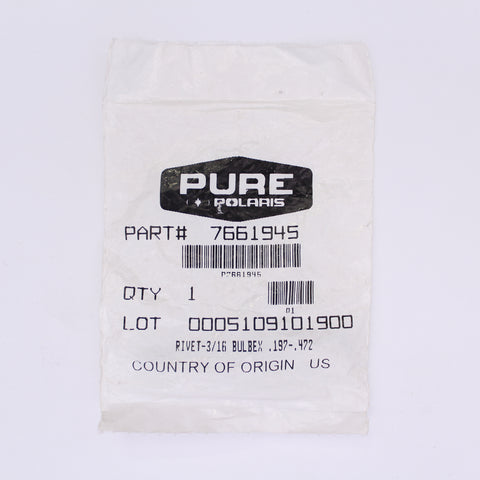 PURE
POLARIS
PART# 7661945
P7661945
QTY 1
Q1
LOT 0005109101900
RIVET-3/16 BULBEX .197-.472
COUNTRY OF ORIGIN US